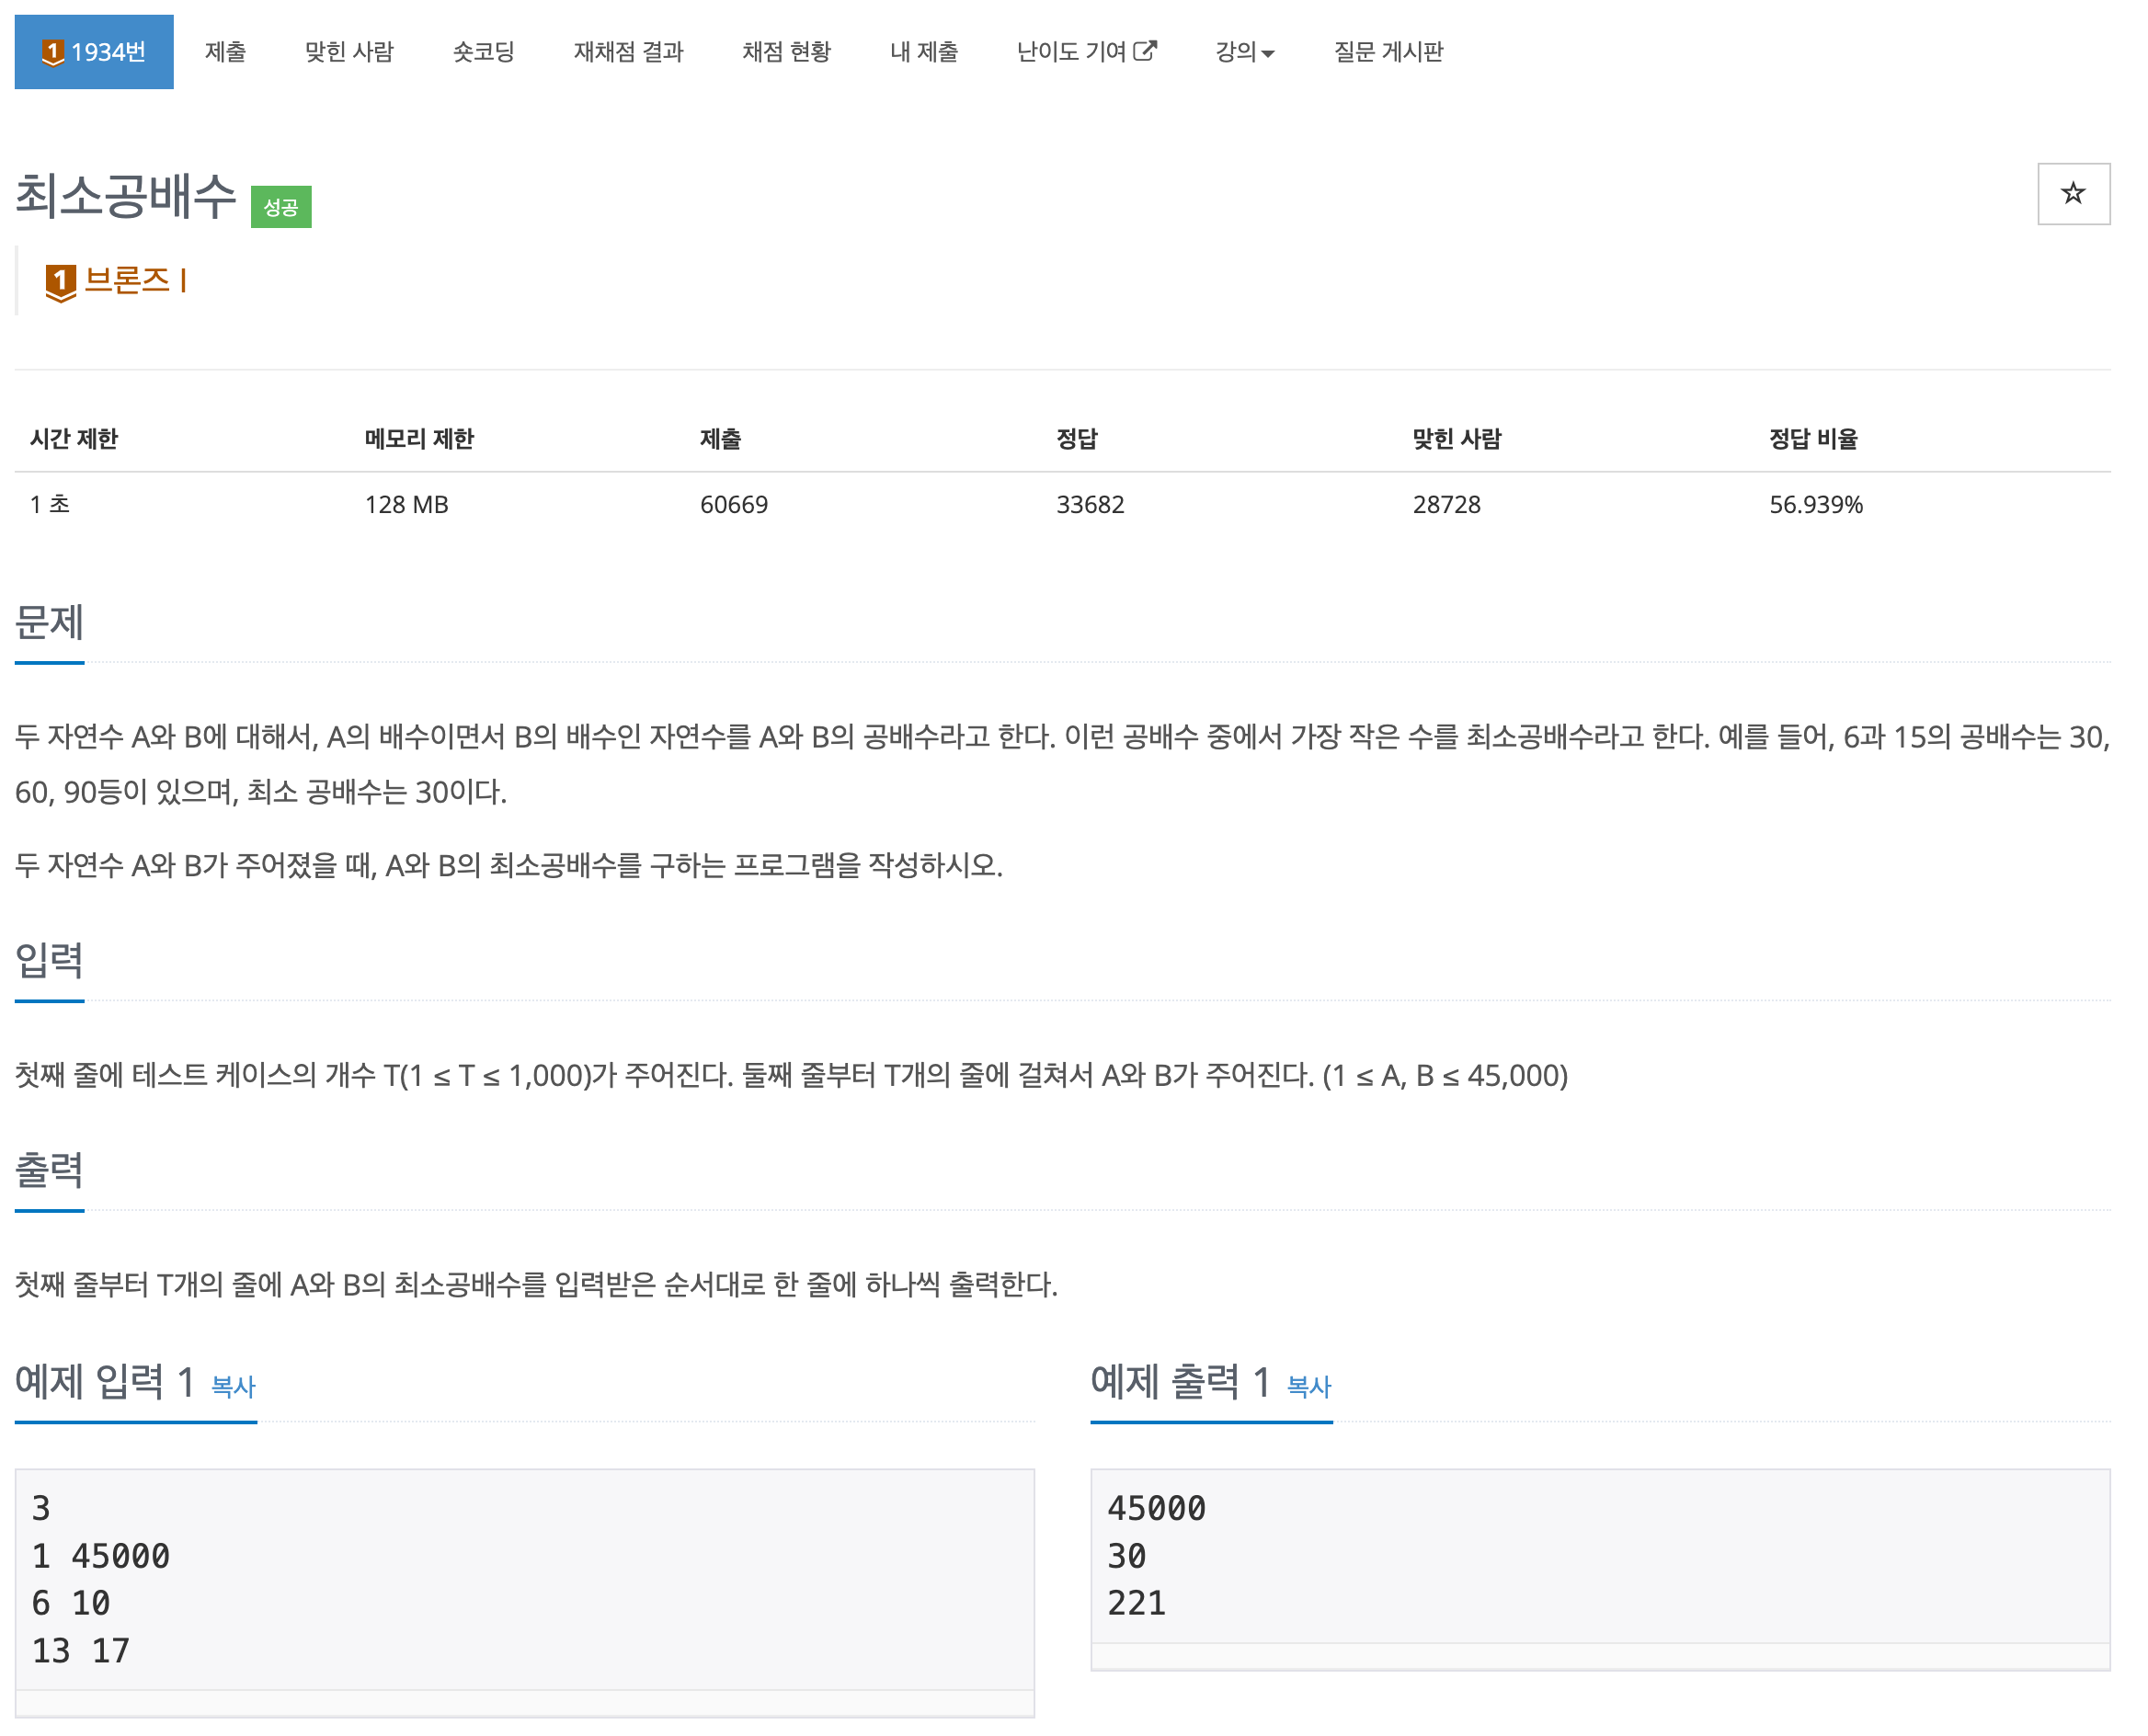 1934번 제출 맞힌 사람 숏코딩 재채점 결과 채점 현황 내 제출 난이도 기여 강의 질문 게시판
최소공배수 성공
1 브론즈 I
시간 제한 메모리 제한 제출 정답 맞힌 사람 정답 비율
1 초 128 MB 60669 33682 28728 56.939%
문제
두 자연수 A와 B에 대해서, A의 배수이면서 B의 배수인 자연수를 A와 B의 공배수라고 한다. 이런 공배수 중에서 가장 작은 수를 최소공배수라고 한다. 예를 들어, 6과 15의 공배수는 30,
60, 90등이 있으며, 최소 공배수는 30이다.
두 자연수 A와 B가 주어졌을 때, A와 B의 최소공배수를 구하는 프로그램을 작성하시오.
입력
첫째 줄에 테스트 케이스의 개수 T(1 ≤ T ≤ 1,000)가 주어진다. 둘째 줄부터 T개의 줄에 걸쳐서 A와 B가 주어진다. (1 ≤ A, B ≤ 45,000)
출력
첫째 줄부터 T개의 줄에 A와 B의 최소공배수를 입력받은 순서대로 한 줄에 하나씩 출력한다.
예제 입력 1 복사
3
1 45000
6 10
13 17
예제 출력 1 복사
45000
30
221